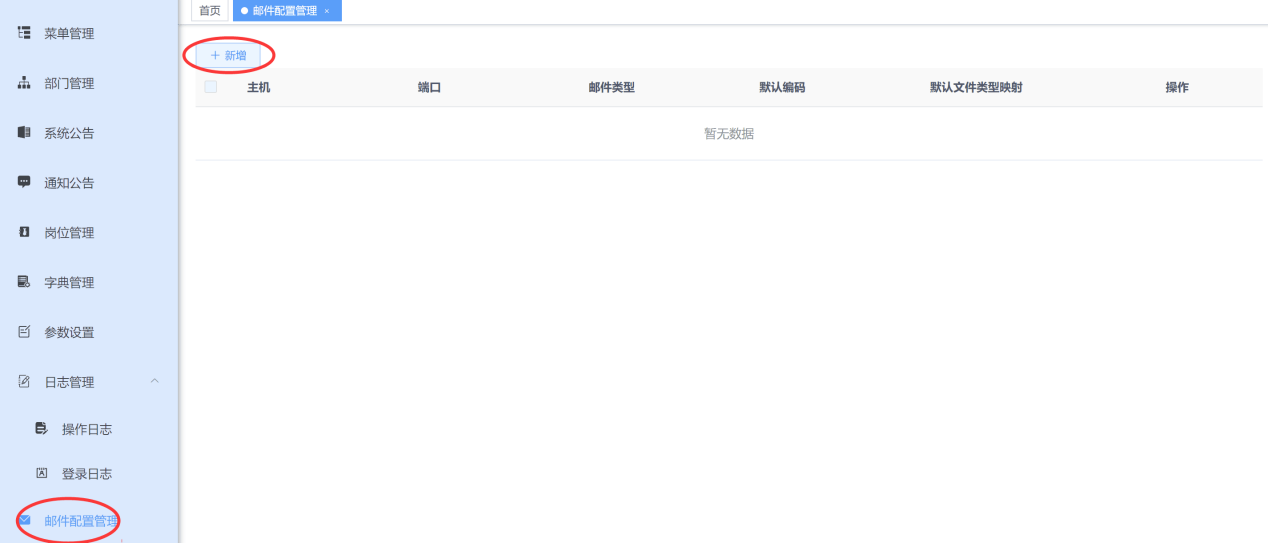 首页
邮件配置管理 ×
菜单管理
部门管理
系统公告
通知公告
岗位管理
字典管理
参数设置
日志管理
操作日志
登录日志
邮件配置管理
+ 新增
主机 端口 邮件类型 默认编码 默认文件类型映射 操作
暂无数据